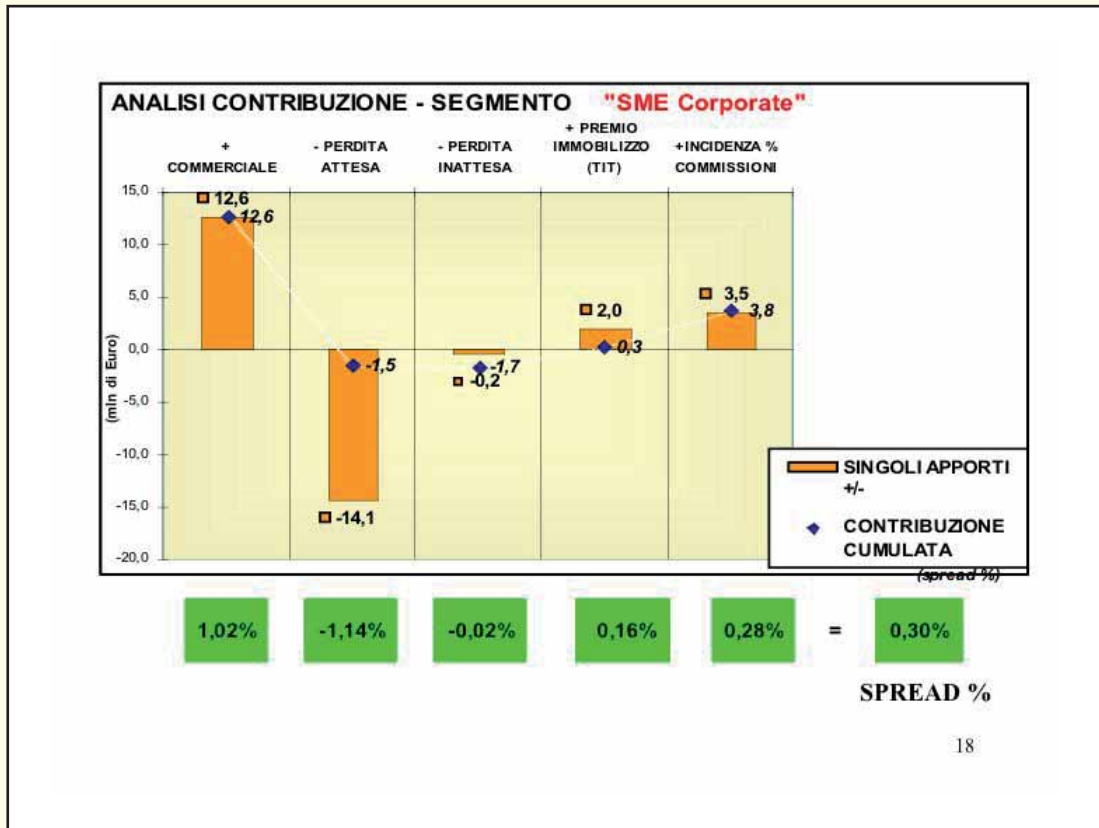 ANALISI CONTRIBUZIONE - SEGMENTO "SME Corporate"
+ COMMERCIALE
- PERDITA ATTESA
- PERDITA INATTESA
+ PREMIO IMMOBILIZZO (TIT)
+INCIDENZA % COMMISSIONI
(mln di Euro)
15,0
10,0
5,0
0,0
-5,0
-10,0
-15,0
-20,0
12,6
12,6
-1,5
-14,1
-1,7
-0,2
2,0
0,3
3,5
3,8
SINGOLI APPORTI
+/-
CONTRIBUZIONE
CUMULATA
(spread %)
1,02% -1,14% -0,02% 0,16% 0,28% = 0,30%
SPREAD %
18